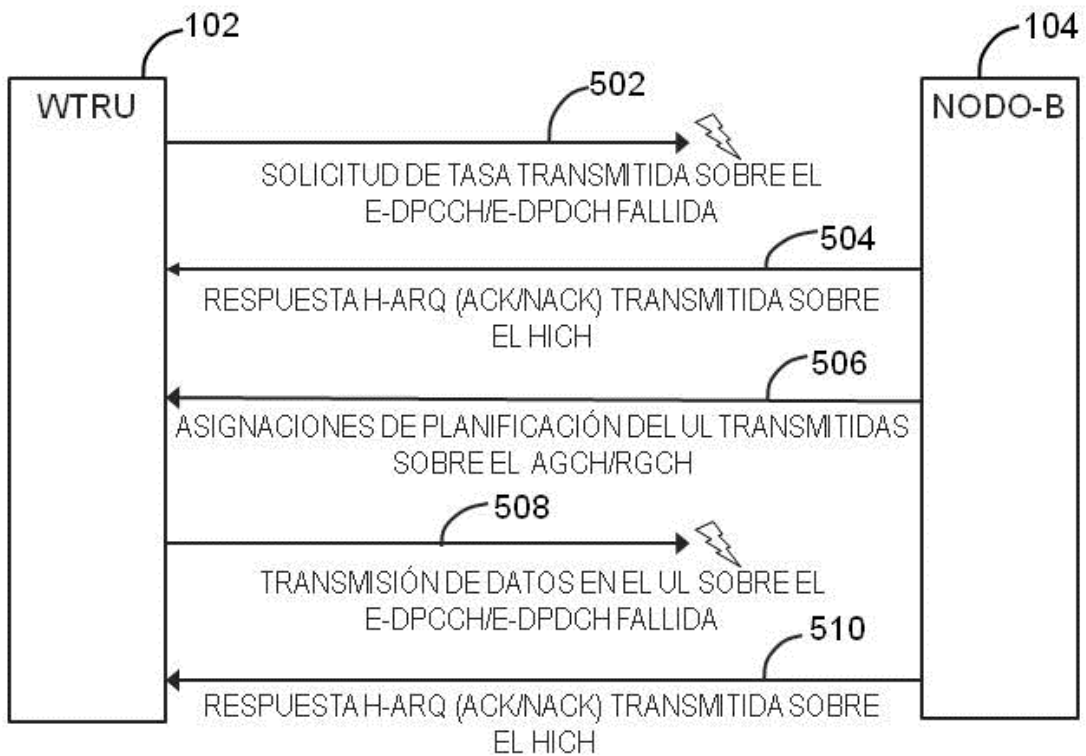 102
104
WTRU
NODO-B
502
SOLICITUD DE TASA TRANSMITIDA SOBRE EL
E-DPCCH/E-DPDCH FALLIDA
504
RESPUESTA H-ARQ (ACK/NACK) TRANSMITIDA SOBRE
EL HICH
506
ASIGNACIONES DE PLANIFICACIÓN DEL UL TRANSMITIDAS
SOBRE EL AGCH/RGCH
508
TRANSMISIÓN DE DATOS EN EL UL SOBRE EL
E-DPCCH/E-DPDCH FALLIDA
510
RESPUESTA H-ARQ (ACK/NACK) TRANSMITIDA SOBRE
EL HICH